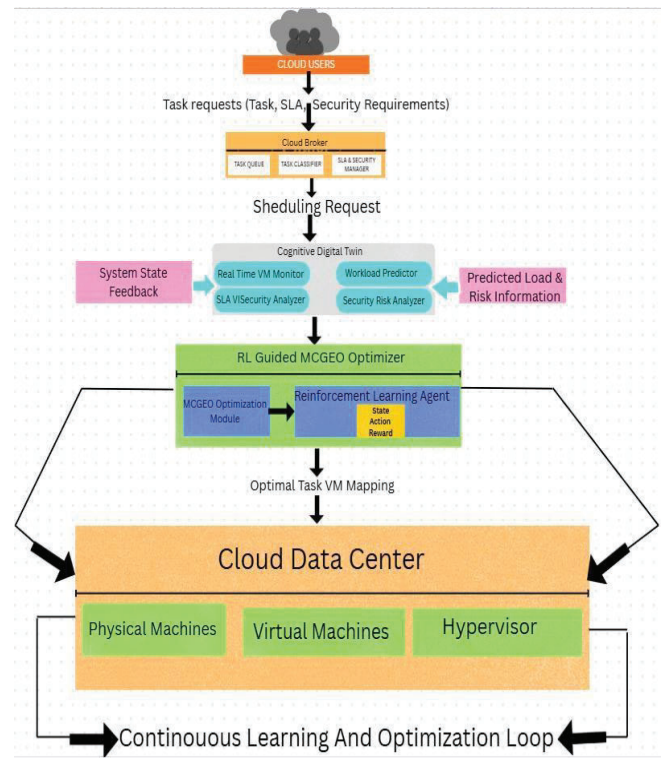 CLOUD USERS
Task requests (Task, SLA, Security Requirements)
Cloud Broker
TASK QUEUE
TASK CLASSIFIER
SLA & SECURITY
MANAGER
Sheduling Request
Cognitive Digital Twin
System State
Feedback
Real Time VM Monitor
Workload Predictor
SLA VISecurity Analyzer
Security Risk Analyzer
Predicted Load &
Risk Information
RL Guided MCGEO Optimizer
MCGEO Optimization
Module
Reinforcement Learning Agent
State
Action
Reward
Optimal Task VM Mapping
Cloud Data Center
Physical Machines
Virtual Machines
Hypervisor
Continouous Learning And Optimization Loop